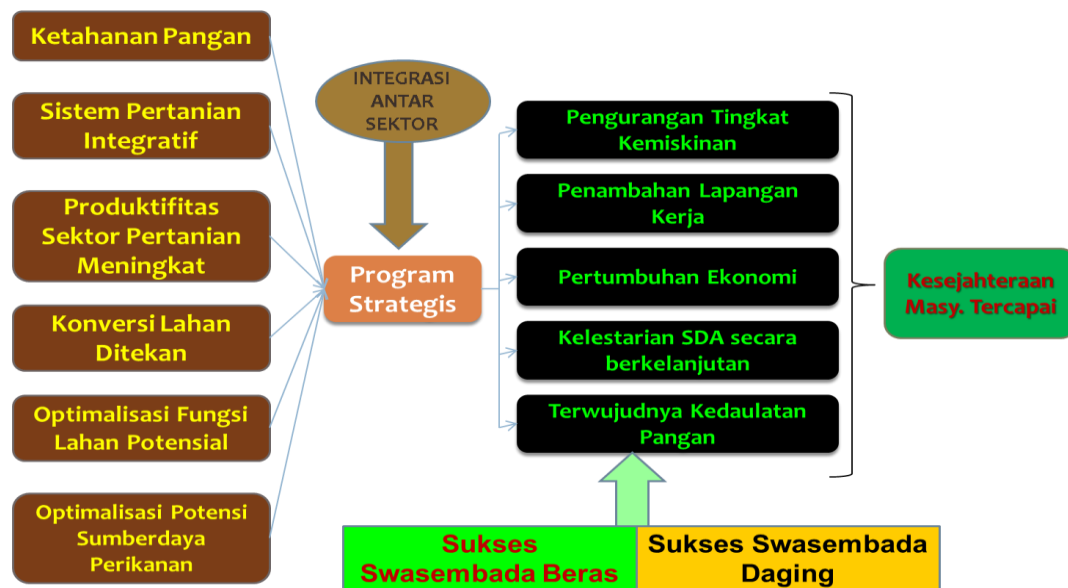 Ketahanan Pangan
Sistem Pertanian
Integratif
Produktifitas
Sektor Pertanian
Meningkat
Konversi Lahan
Ditekan
Optimalisasi Fungsi
Lahan Potensial
Optimalisasi Potensi
Sumberdaya
Perikanan
INTEGRASI
ANTAR
SEKTOR
Program
Strategis
Pengurangan Tingkat
Kemiskinan
Penambahan Lapangan
Kerja
Pertumbuhan Ekonomi
Kelestarian SDA secara
berkelanjutan
Terwujudnya Kedaulatan
Pangan
Kesejahteraan
Masy. Tercapai
Sukses
Swasembada Beras
Sukses Swasembada
Daging